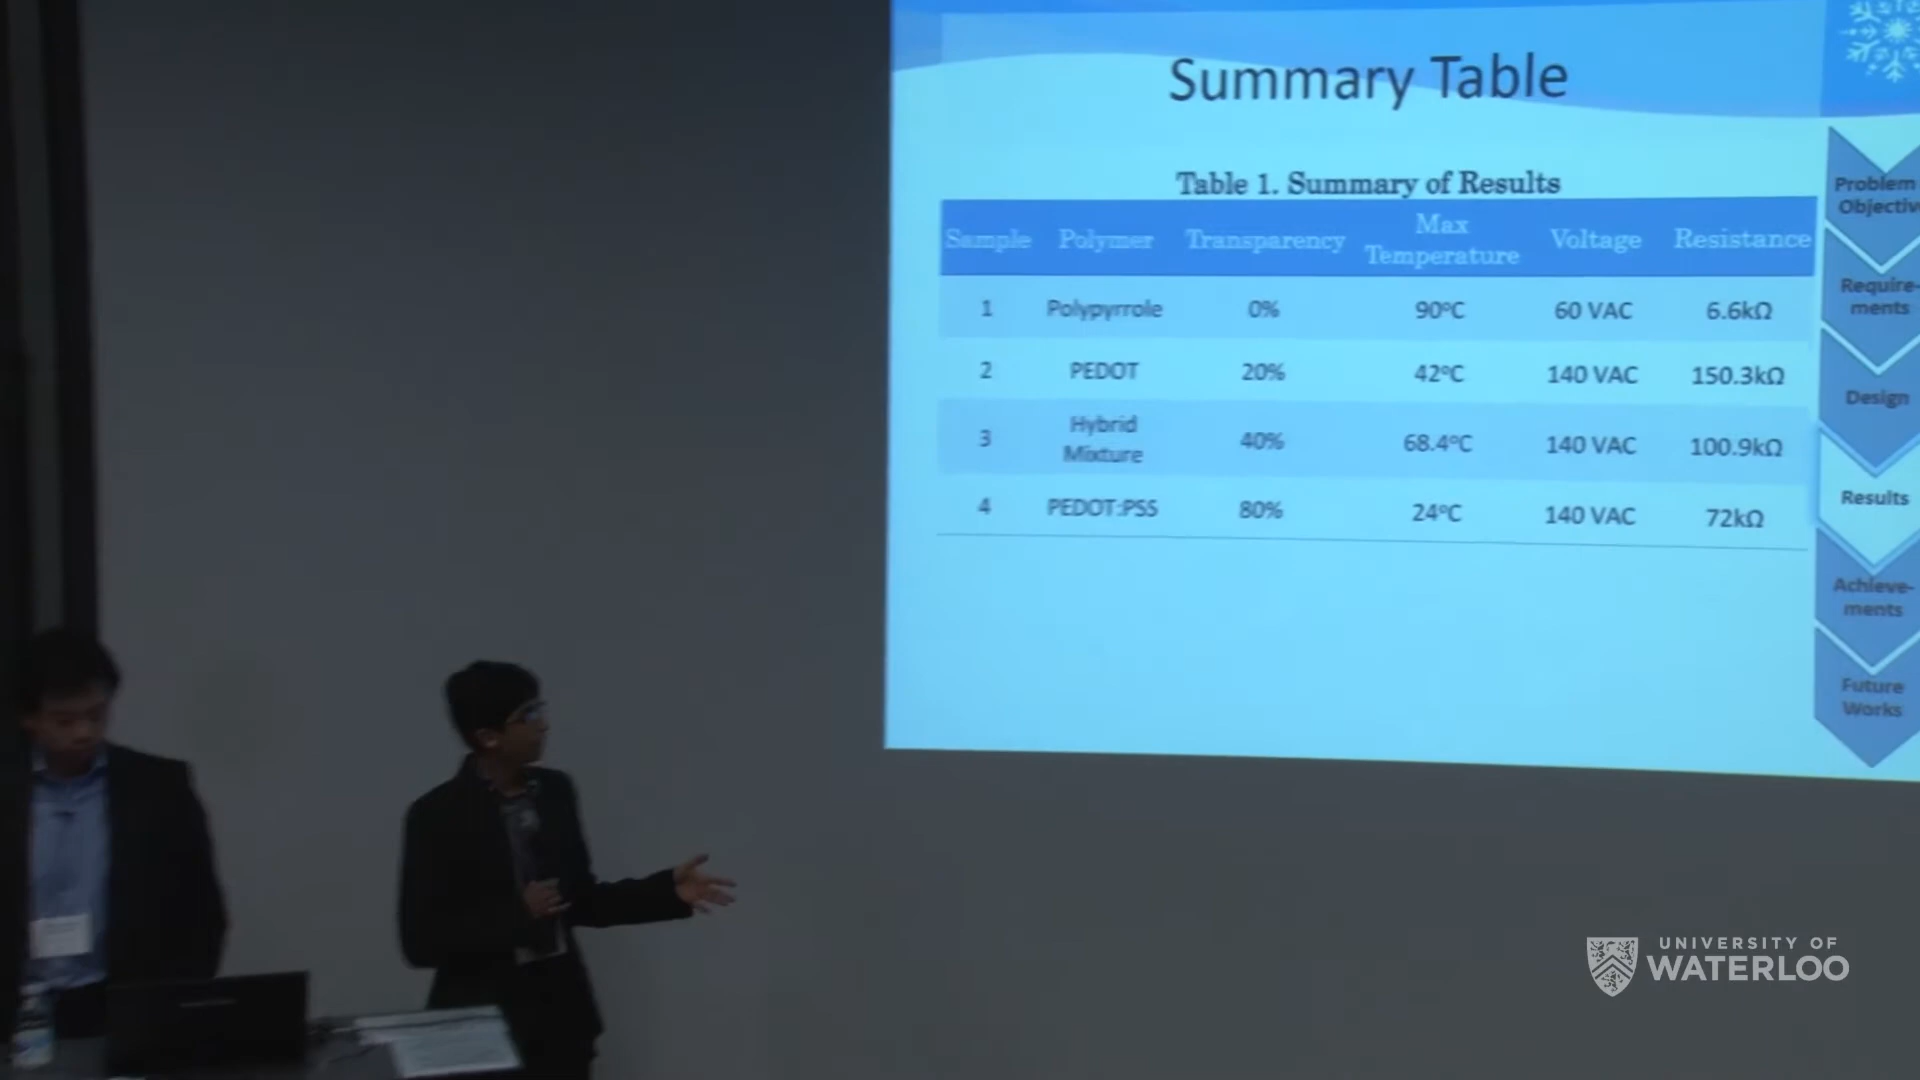 Summary Table
Table 1. Summary of Results
Sample Polymer Transparency Max Temperature Voltage Resistance
1 Polypyrrole 0% 90°C 60 VAC 6.6kΩ
2 PEDOT 20% 42°C 140 VAC 150.3kΩ
3 Hybrid Mixture 40% 68.4°C 140 VAC 100.9kΩ
4 PEDOT:PSS 80% 24°C 140 VAC 72kΩ
Problem
Objectiv
Require-
ments
Design
Results
Achieve-
ments
Future
Works
UNIVERSITY OF
WATERLOO